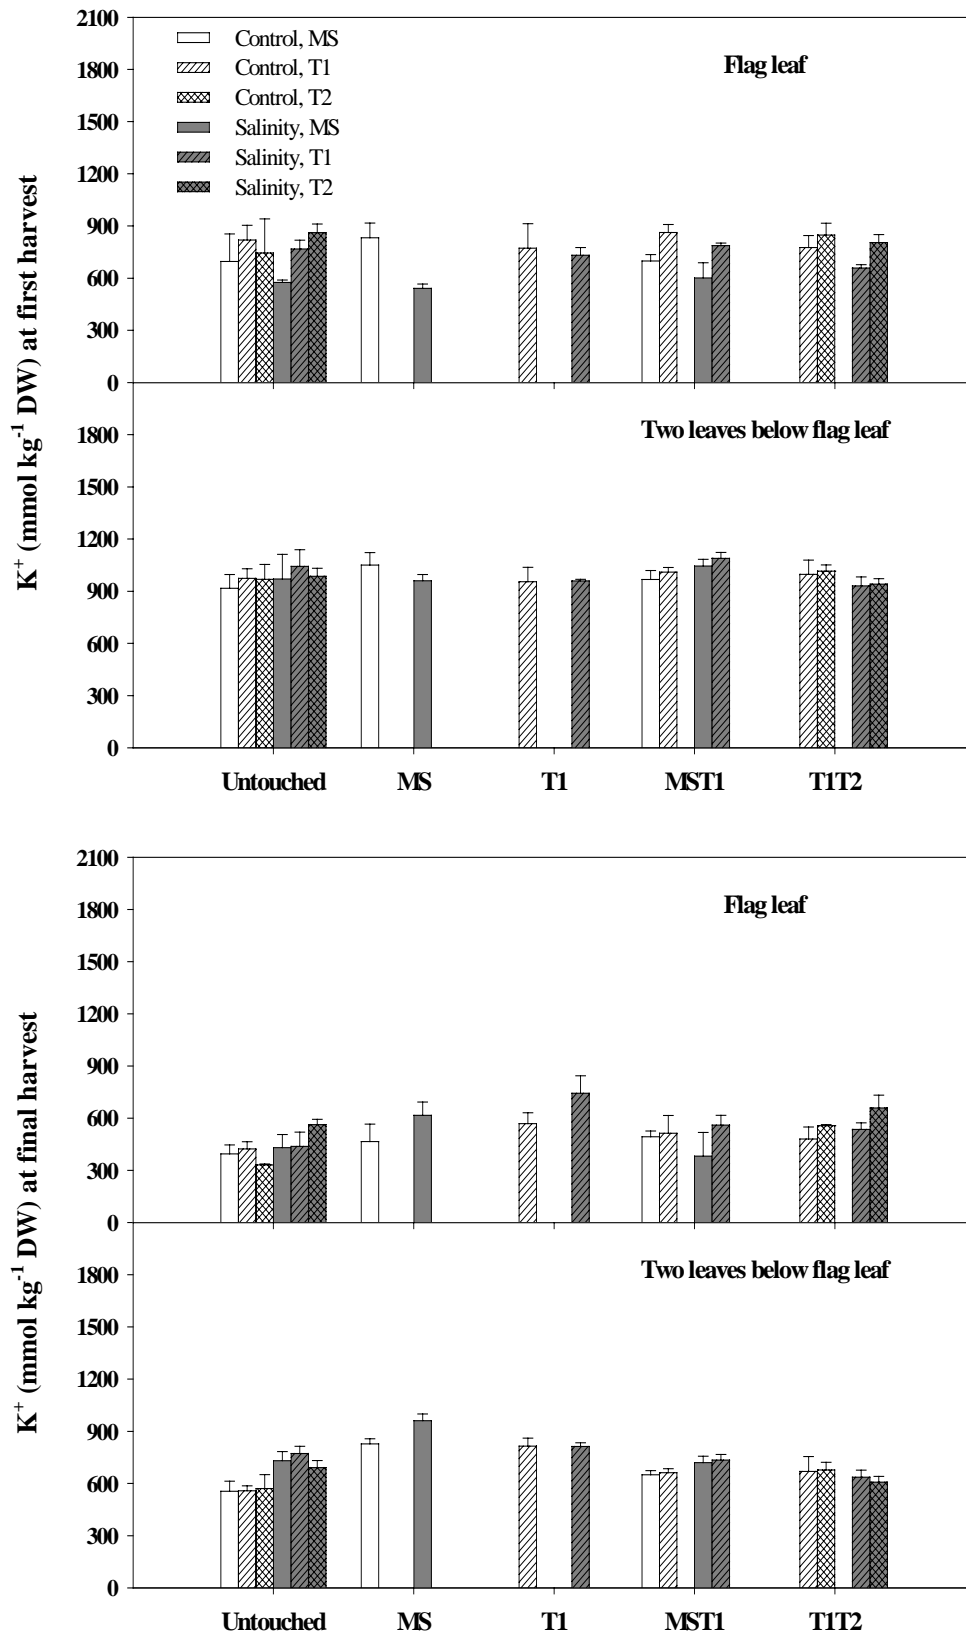 2100
Control, MS
Control, T1
Control, T2
Salinity, MS
Salinity, T1
Salinity, T2
Flag leaf
1800
1500
1200
900
600
300
0
K⁺ (mmol kg⁻¹ DW) at first harvest
Two leaves below flag leaf
1800
1500
1200
900
600
300
0
Untouched MS T1 MST1 T1T2
2100
Flag leaf
1800
1500
1200
900
600
300
0
K⁺ (mmol kg⁻¹ DW) at final harvest
Two leaves below flag leaf
1800
1500
1200
900
600
300
0
Untouched MS T1 MST1 T1T2